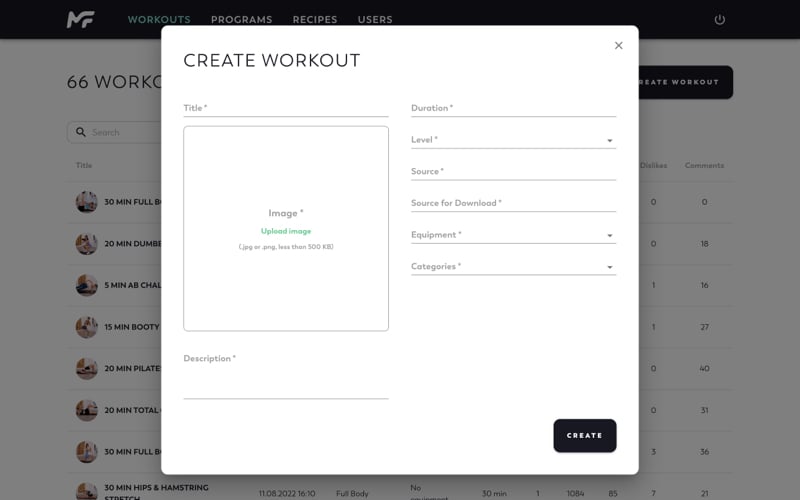 MF
WORKOUTS PROGRAMS RECIPES USERS
66 WORKO
REATE WORKOUT
Search
Title
Dislikes Comments
30 MIN FULL B
0 0
20 MIN DUMBE
0 18
5 MIN AB CHAL
1 16
15 MIN BOOTY
1 27
20 MIN PILATE
0 40
20 MIN TOTAL
0 31
30 MIN FULL B
3 36
30 MIN HIPS & HAMSTRING
STRETCH
11.08.2022 16:10 Full Body No
equipment 30 min 1 1084 85 7 21
CREATE WORKOUT
Title *
Image *
Upload image
(.jpg or .png, less than 500 KB)
Description *
Duration *
Level *
Source *
Source for Download *
Equipment *
Categories *
CREATE